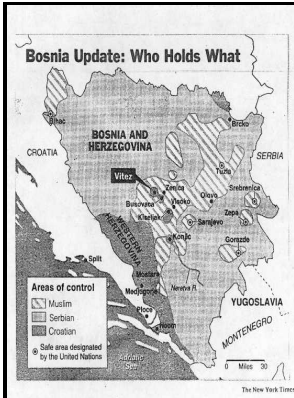 Bosnia Update: Who Holds What
Bihac
Brcko
BOSNIA AND
HERZEGOVINA
CROATIA
SERBIA
Tuzla
Vitez
Zenica
Srebrenica
Busovaca
Visoko
Olovo
Kiseljak
Zepa
Sarajevo
WESTERN
HERZEGOVINA
Konjic
Gorazde
Split
Mostar
Neretva R.
Medjugorje
YUGOSLAVIA
Areas of control
Muslim
Serbian
Croatian
Safe area designated
by the United Nations
Ploce
Neum
MONTENEGRO
Adriatic
Sea
0 Miles 30
The New York Times